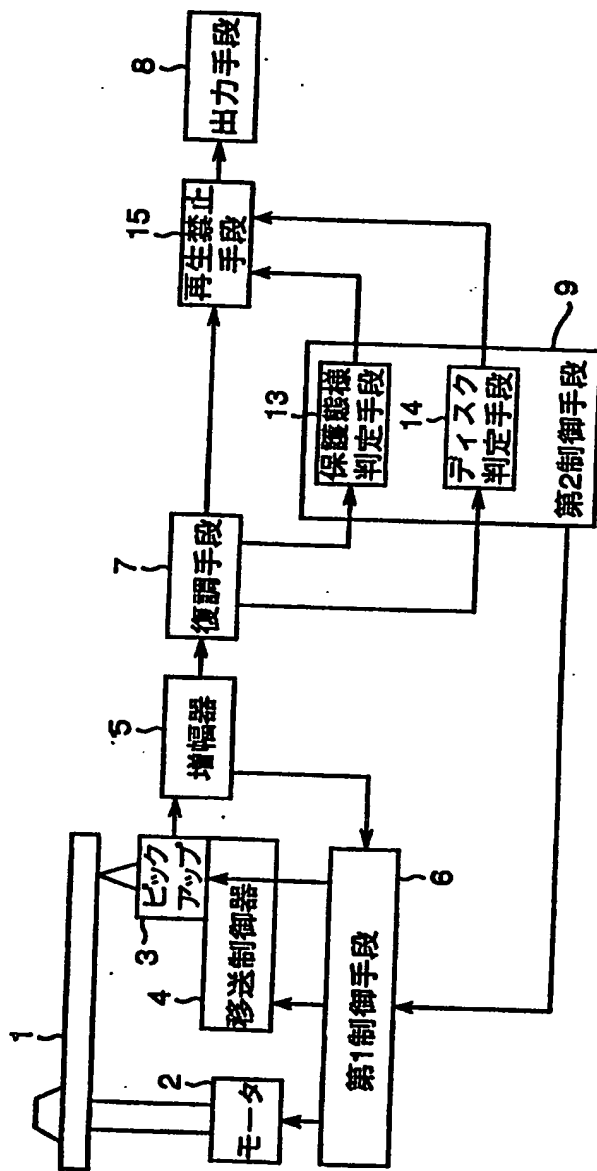 1
2
モータ
3
ピック
アップ
4
移送制御器
第1制御手段
6
5
増幅器
7
復調手段
13
保護態様
判定手段
14
ディスク
判定手段
第2制御手段
9
15
再生禁止
手段
8
出力手段